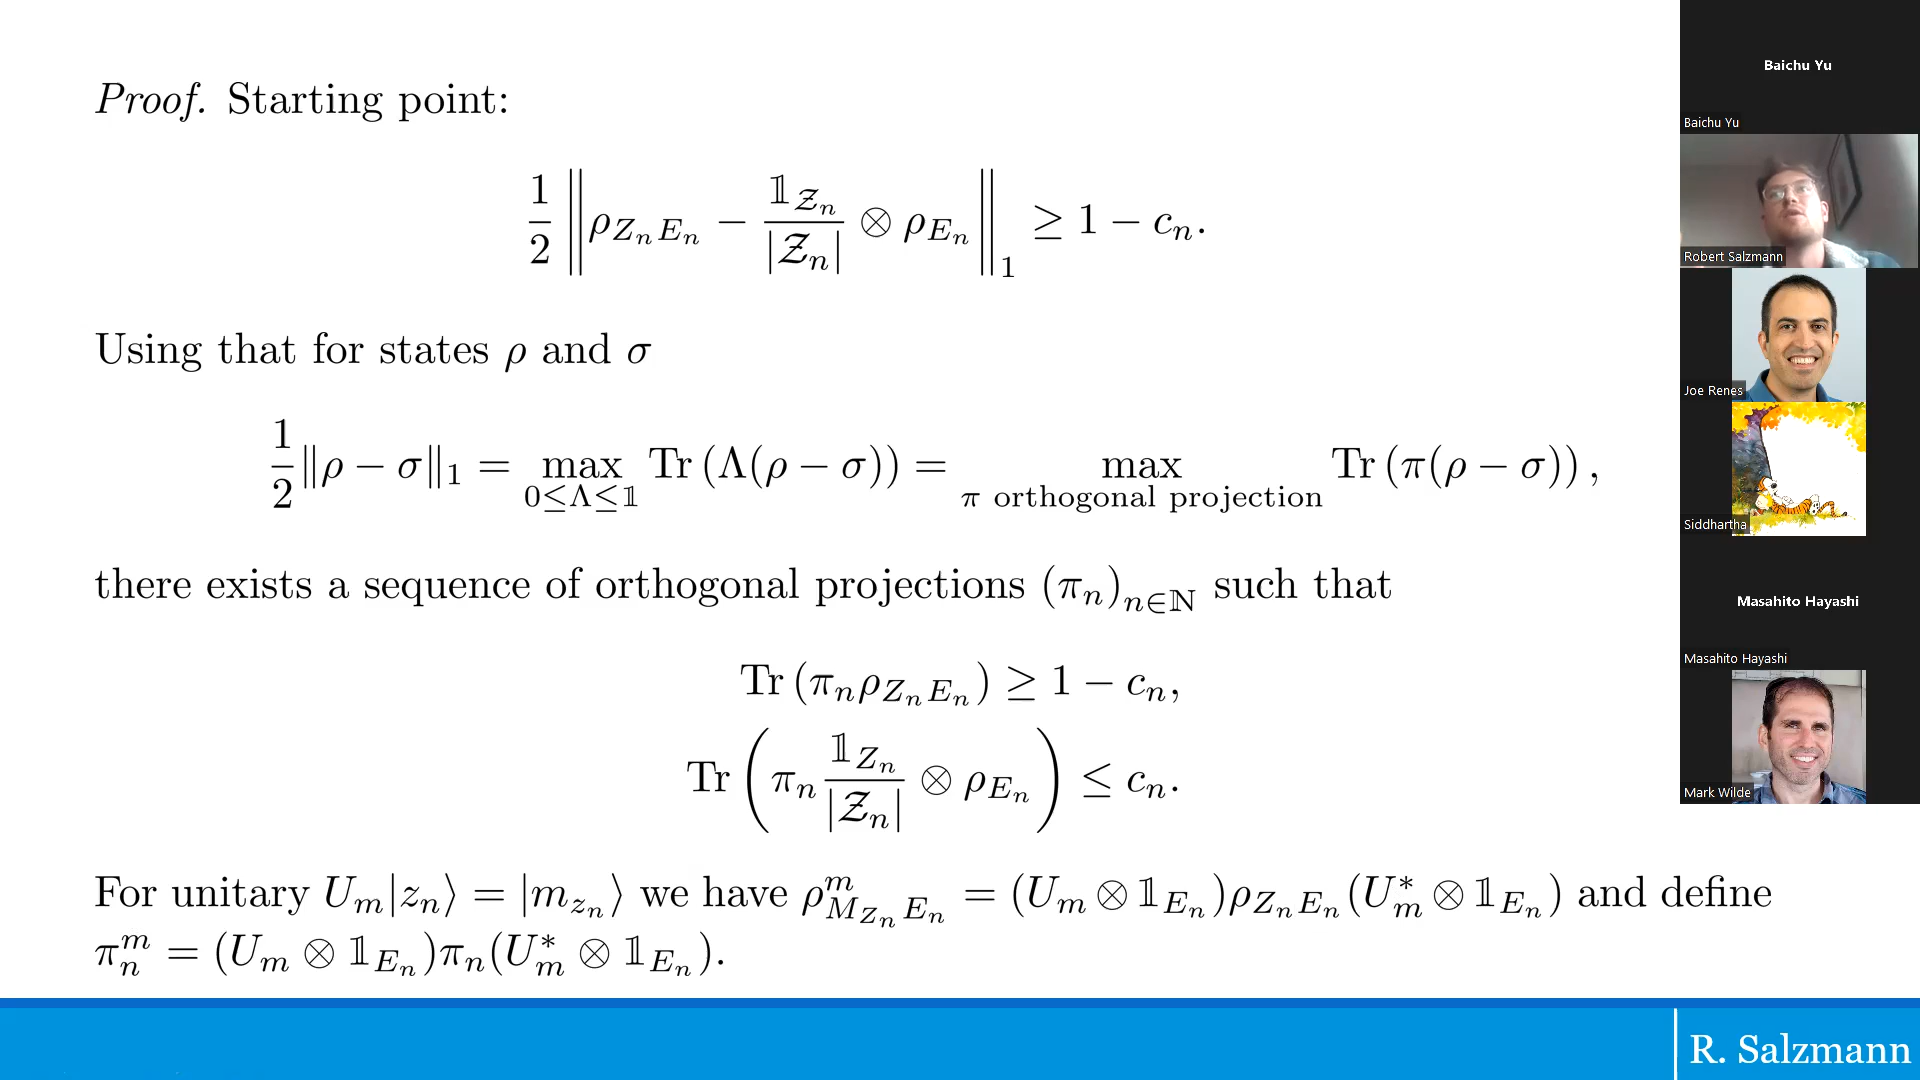 Proof. Starting point:
1/2 ‖ρ_{Z_n E_n} − 𝟙_{𝒵_n}/|𝒵_n| ⊗ ρ_{E_n}‖_1 ≥ 1 − c_n.
Using that for states ρ and σ
1/2 ‖ρ − σ‖_1 = max_{0≤Λ≤𝟙} Tr (Λ(ρ − σ)) = max_{π orthogonal projection} Tr (π(ρ − σ)) ,
there exists a sequence of orthogonal projections (π_n)_{n∈ℕ} such that
Tr (π_n ρ_{Z_n E_n}) ≥ 1 − c_n,
Tr (π_n 𝟙_{Z_n}/|𝒵_n| ⊗ ρ_{E_n}) ≤ c_n.
For unitary U_m|z_n⟩ = |m_{z_n}⟩ we have ρ^m_{M_{Z_n} E_n} = (U_m ⊗ 𝟙_{E_n})ρ_{Z_n E_n}(U_m^* ⊗ 𝟙_{E_n}) and define
π_n^m = (U_m ⊗ 𝟙_{E_n})π_n(U_m^* ⊗ 𝟙_{E_n}).
R. Salzmann
Baichu Yu
Baichu Yu
Robert Salzmann
Joe Renes
Siddhartha
Masahito Hayashi
Masahito Hayashi
Mark Wilde